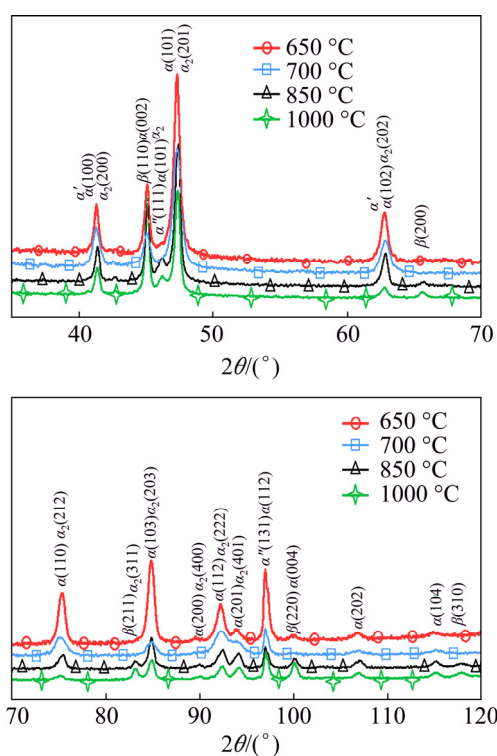 α(101)
α₂(201)
650 °C
700 °C
850 °C
1000 °C
β(110)α(002)
α″(111)α(101)α₂
α′
α(100)
α₂(200)
α′
α(102)α₂(202)
β(200)
40 50 60 70
2θ/(°)
650 °C
700 °C
850 °C
1000 °C
α(110) α₂(212)
β(211)α₂(311)
α(103)α₂(203)
α(200) α₂(400)
α(112) α₂(222)
α(201)α₂(401)
α″(131)α(112)
β(220) α(004)
α(202)
α(104)
β(310)
70 80 90 100 110 120
2θ/(°)